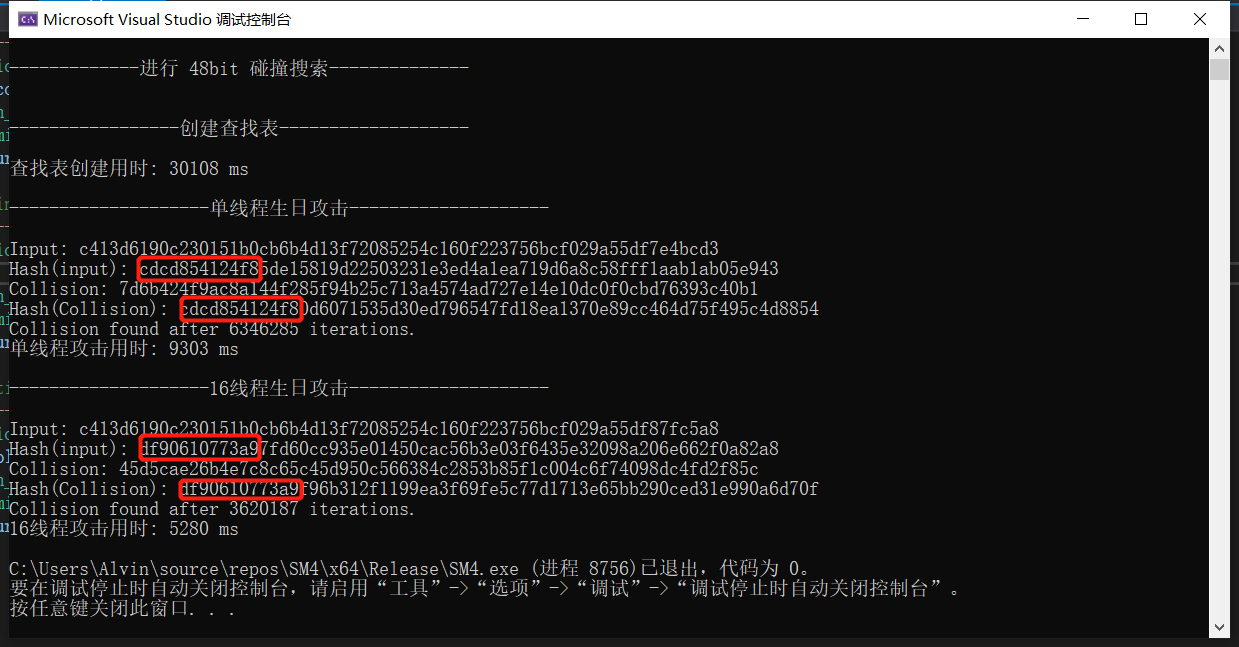 Microsoft Visual Studio 调试控制台
--------------进行 48bit 碰撞搜索--------------
-----------------创建查找表-------------------
查找表创建用时: 30108 ms
--------------------单线程生日攻击--------------------
Input: c413d6190c230151b0cb6b4d13f72085254c160f223756bcf029a55df7e4bcd3
Hash(input): cdcd854124f85de15819d22503231e3ed4a1ea719d6a8c58fff1aab1ab05e943
Collision: 7d6b424f9ac8a144f285f94b25c713a4574ad727e14e10dc0f0cbd76393c40b1
Hash(Collision): cdcd854124f80d6071535d30ed796547fd18ea1370e89cc464d75f495c4d8854
Collision found after 6346285 iterations.
单线程攻击用时: 9303 ms
--------------------16线程生日攻击--------------------
Input: c413d6190c230151b0cb6b4d13f72085254c160f223756bcf029a55df87fc5a8
Hash(input): df90610773a97fd60cc935e01450cac56b3e03f6435e32098a206e662f0a82a8
Collision: 45d5cae26b4e7c8c65c45d950c566384c2853b85f1c004c6f74098dc4fd2f85c
Hash(Collision): df90610773a9f96b312f1199ea3f69fe5c77d1713e65bb290ced31e990a6d70f
Collision found after 3620187 iterations.
16线程攻击用时: 5280 ms
C:\Users\Alvin\source\repos\SM4\x64\Release\SM4.exe (进程 8756)已退出，代码为 0。
要在调试停止时自动关闭控制台，请启用“工具”->“选项”->“调试”->“调试停止时自动关闭控制台”。
按任意键关闭此窗口. . .